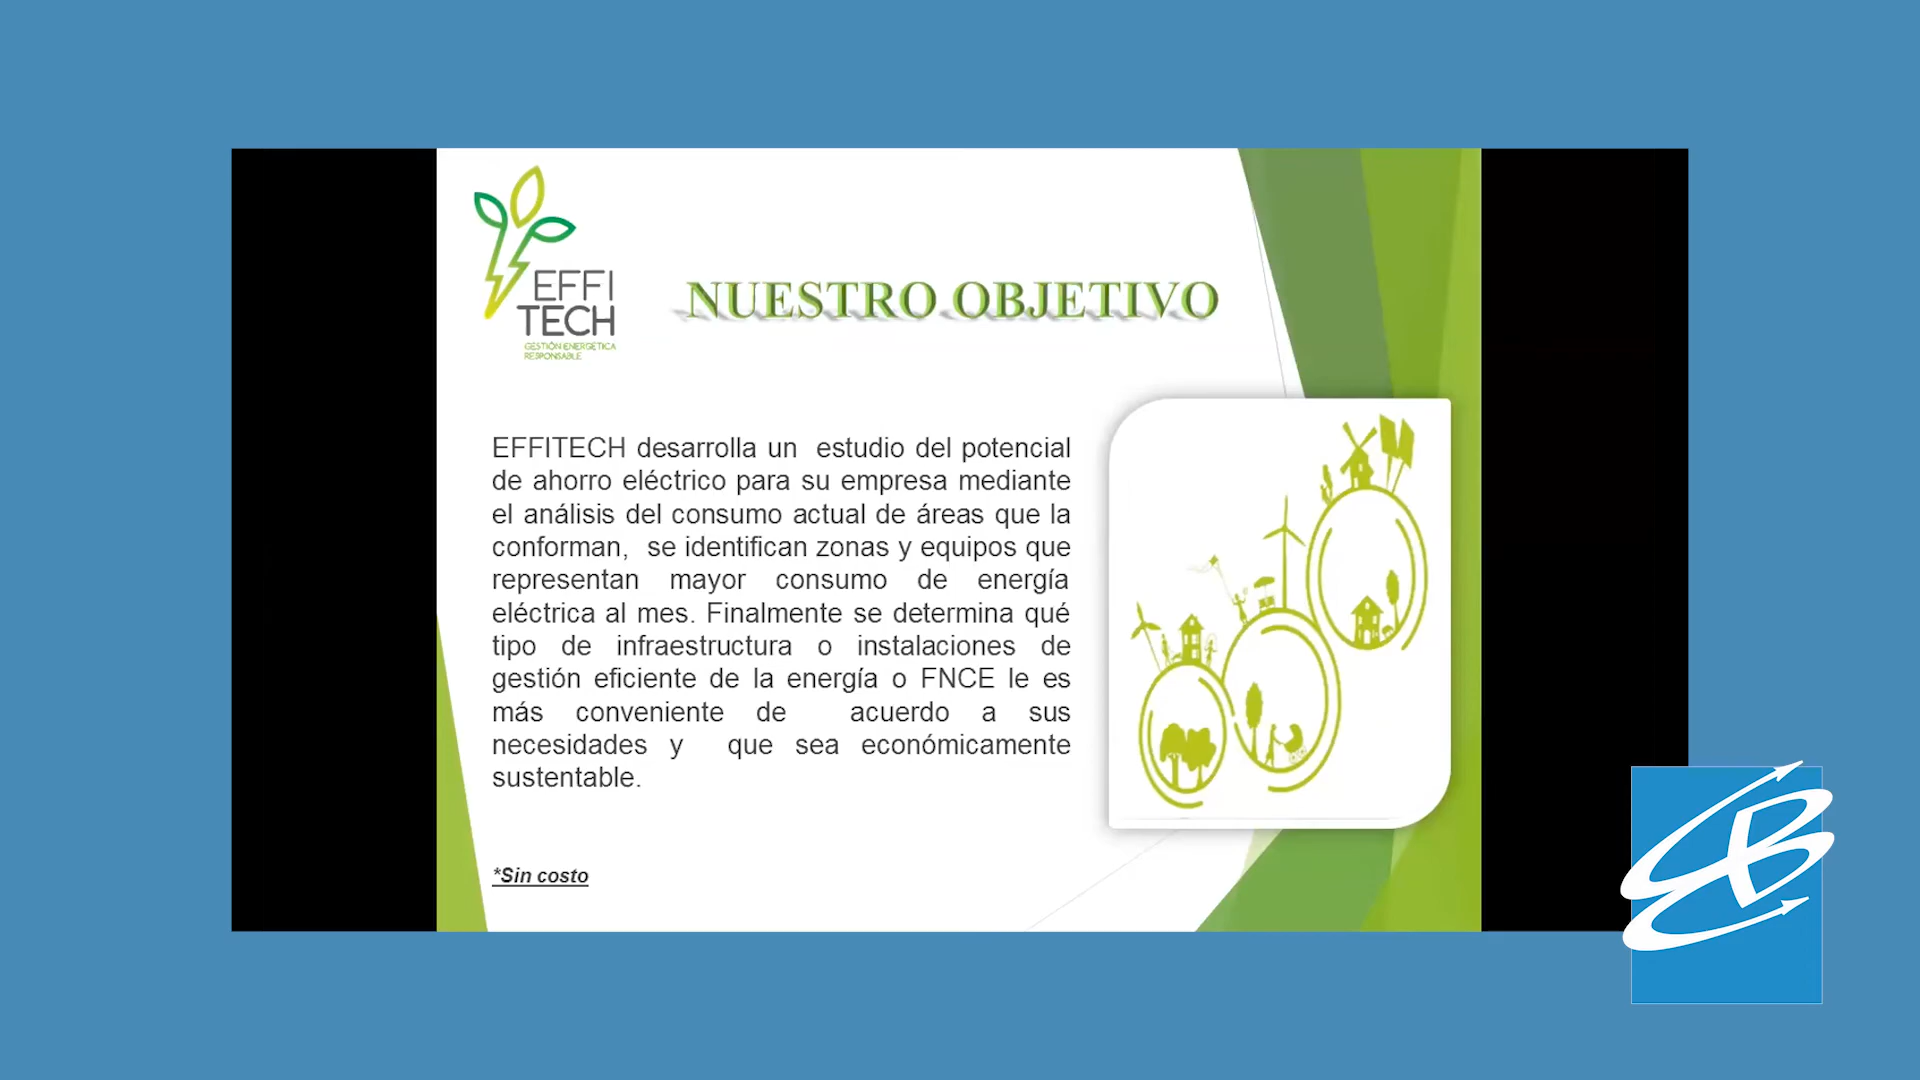 EFFI
TECH
GESTIÓN ENERGÉTICA
RESPONSABLE
NUESTRO OBJETIVO
EFFITECH desarrolla un estudio del potencial
de ahorro eléctrico para su empresa mediante
el análisis del consumo actual de áreas que la
conforman, se identifican zonas y equipos que
representan mayor consumo de energía
eléctrica al mes. Finalmente se determina qué
tipo de infraestructura o instalaciones de
gestión eficiente de la energía o FNCE le es
más conveniente de acuerdo a sus
necesidades y que sea económicamente
sustentable.
*Sin costo